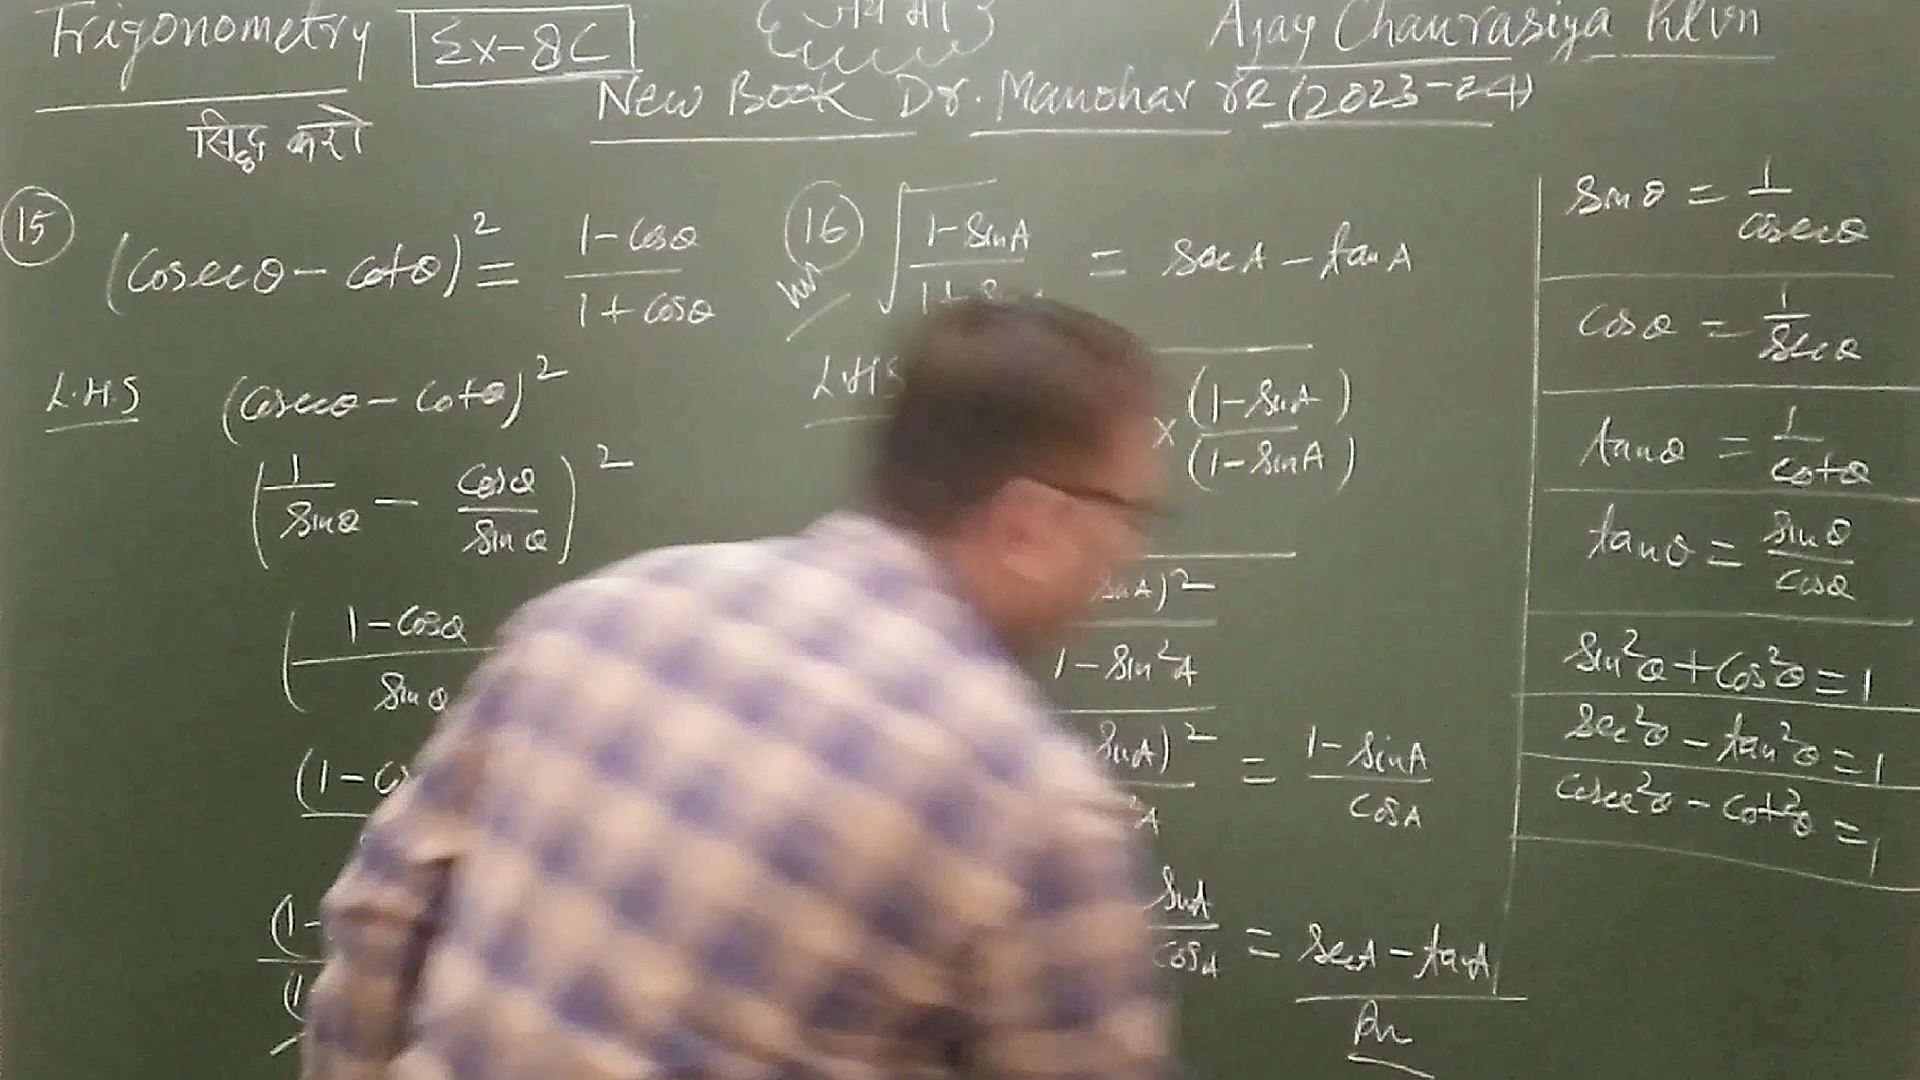 Trigonometry Ex-8C
Ajay Chaurasiya
New Book Dr. Manohar re (2023-24)
सिद्ध करो
15 (cosecθ - cotθ)² = 1-cosθ / 1+cosθ
L.H.S (cosecθ - cotθ)²
(1/sinθ - cosθ/sinθ)²
(1-cosθ / sinθ
(1-c
(1-
(1
16 √ 1-sinA / 1+ = secA - tanA
L.H.S
× (1-sinA) / (1-sinA)
sinA)²
1-sin²A
sinA)² / ²A = 1-sinA / cosA
sinA / cosA = secA - tanA
sinθ = 1/cosecθ
cosθ = 1/secθ
tanθ = 1/cotθ
tanθ = sinθ/cosθ
sin²θ + cos²θ = 1
sec²θ - tan²θ = 1
cosec²θ - cot²θ = 1